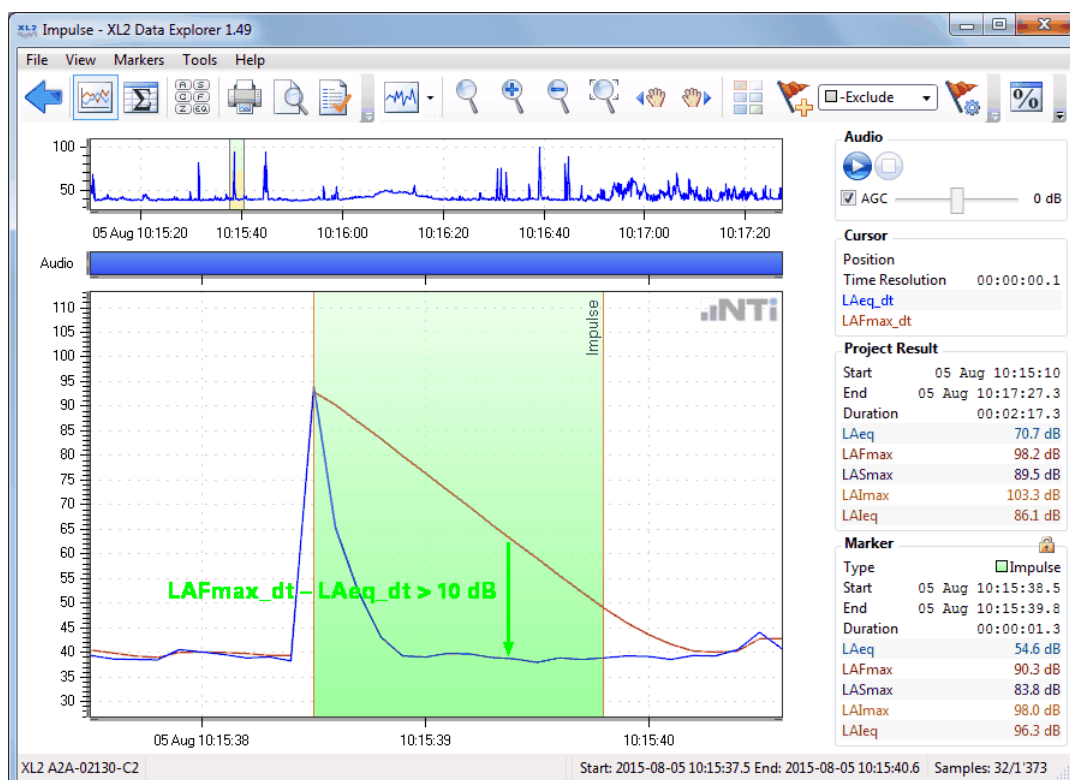 XL2 Impulse - XL2 Data Explorer 1.49
File View Markers Tools Help
A S
C F
Z EQ
-Exclude
%
100
50
05 Aug 10:15:20 10:15:40 10:16:00 10:16:20 10:16:40 10:17:00 10:17:20
Audio
110
105
100
95
90
85
80
75
70
65
60
55
50
45
40
35
30
NTi
Impulse
LAFmax_dt – LAeq_dt > 10 dB
05 Aug 10:15:38 10:15:39 10:15:40
Audio
AGC 0 dB
Cursor
Position
Time Resolution 00:00:00.1
LAeq_dt
LAFmax_dt
Project Result
Start 05 Aug 10:15:10
End 05 Aug 10:17:27.3
Duration 00:02:17.3
LAeq 70.7 dB
LAFmax 98.2 dB
LASmax 89.5 dB
LAImax 103.3 dB
LAIeq 86.1 dB
Marker
Type Impulse
Start 05 Aug 10:15:38.5
End 05 Aug 10:15:39.8
Duration 00:00:01.3
LAeq 54.6 dB
LAFmax 90.3 dB
LASmax 83.8 dB
LAImax 98.0 dB
LAIeq 96.3 dB
XL2 A2A-02130-C2 Start: 2015-08-05 10:15:37.5 End: 2015-08-05 10:15:40.6 Samples: 32/1'373